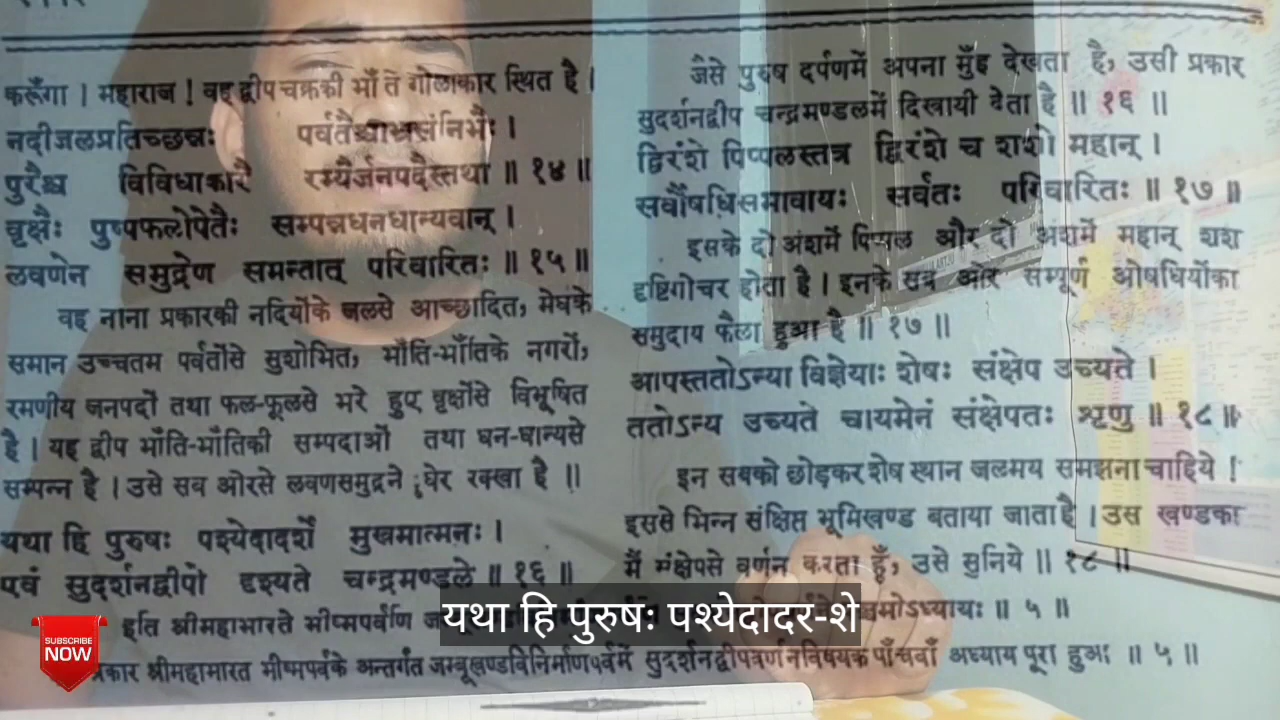 करूँगा । महाराज ! वह द्वीप चक्रकी भाँति गोलाकार स्थित है ।
नदीजलप्रतिच्छन्नः पर्वतैश्चाभ्रसंनिभैः ।
पुरैश्च विविधाकारै रम्यैर्जनपदैस्तथा ॥ १४ ॥
वृक्षैः पुष्पफलोपेतैः सम्पन्नधनधान्यवान् ।
लवणेन समुद्रेण समन्तात् परिवारितः ॥ १५ ॥
वह नाना प्रकारकी नदियोंके जलसे आच्छादित, मेघके
समान उच्चतम पर्वतोंसे सुशोभित, भाँति-भाँतिके नगरों,
रमणीय जनपदों तथा फल-फूलसे भरे हुए वृक्षोंसे विभूषित
है । यह द्वीप भाँति-भाँतिकी सम्पदाओं तथा धन-धान्यसे
सम्पन्न है । उसे सब ओरसे लवणसमुद्रने घेर रक्खा है ॥
यथा हि पुरुषः पश्येदादर्शे मुखमात्मनः ।
एवं सुदर्शनद्वीपो दृश्यते चन्द्रमण्डले ॥ १६ ॥
जैसे पुरुष दर्पणमें अपना मुँह देखता है, उसी प्रकार
सुदर्शनद्वीप चन्द्रमण्डलमें दिखायी देता है ॥ १६ ॥
द्विरंशे पिप्पलस्तत्र द्विरंशे च शशो महान् ।
सर्वौषधिसमावायः सर्वतः परिवारितः ॥ १७ ॥
इसके दो अंशमें पिप्पल और दो अंशमें महान् शश
दृष्टिगोचर होता है । इनके सब ओर सम्पूर्ण ओषधियोंका
समुदाय फैला हुआ है ॥ १७ ॥
आपस्ततोऽन्या विज्ञेयाः शेषः संक्षेप उच्यते ।
ततोऽन्य उच्यते चायमेनं संक्षेपतः शृणु ॥ १८ ॥
इन सबको छोड़कर शेष स्थान जलमय समझना चाहिये ।
इससे भिन्न संक्षिप्त भूमिखण्ड बताया जाता है । उस खण्डका
मैं संक्षेपसे वर्णन करता हूँ, उसे सुनिये ॥ १८ ॥
इति श्रीमहाभारते भीष्मपर्वणि ऽध्यायः ॥ ५ ॥
प्रकार श्रीमहाभारत भीष्मपर्वके अन्तर्गत जम्बूखण्डविनिर्माणपर्वमें सुदर्शनद्वीपवर्णनविषयक पाँचवाँ अध्याय पूरा हुआ ॥ ५ ॥
यथा हि पुरुषः पश्येदादर-शे
SUBSCRIBE
NOW